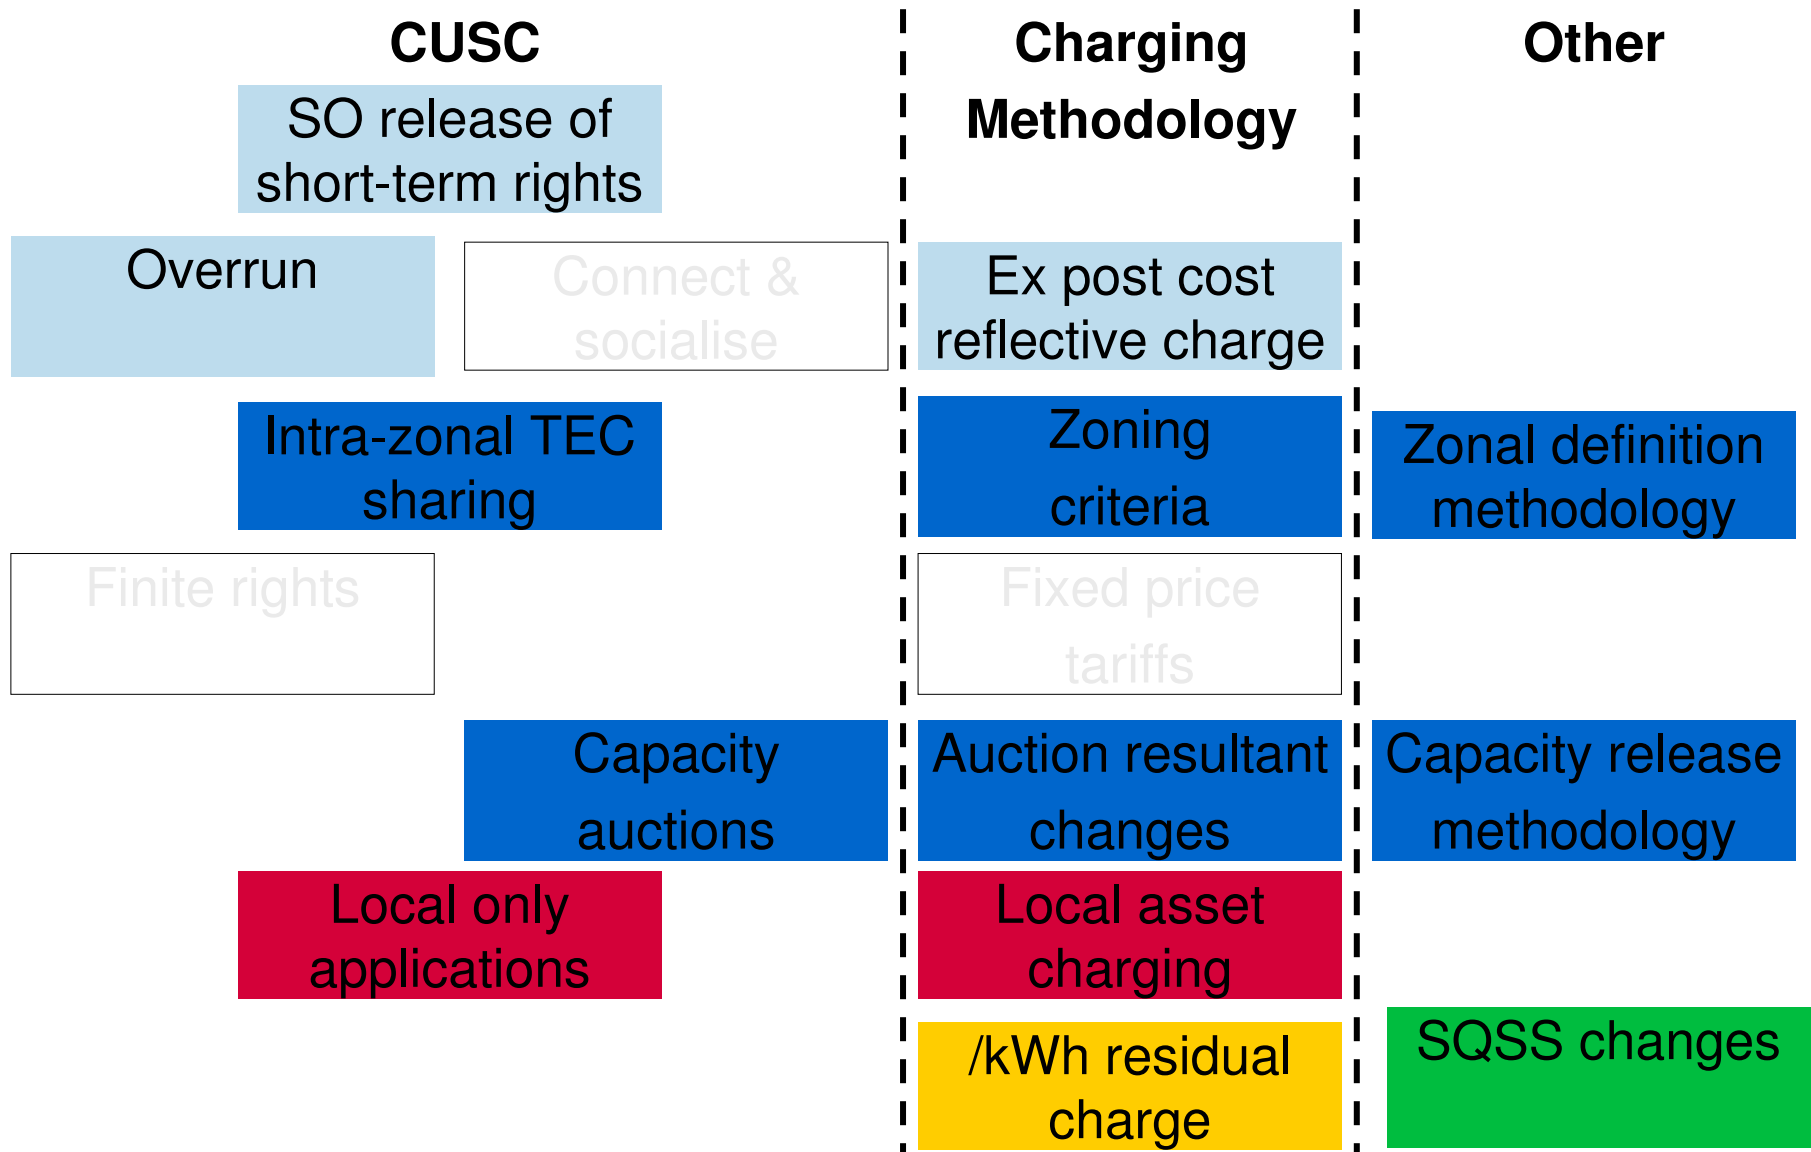 CUSC
Charging
Methodology
Other
SO release of
short-term rights
Overrun
Connect &
socialise
Ex post cost
reflective charge
Intra-zonal TEC
sharing
Zoning
criteria
Zonal definition
methodology
Finite rights
Fixed price
tariffs
Capacity
auctions
Auction resultant
changes
Capacity release
methodology
Local only
applications
Local asset
charging
/kWh residual
charge
SQSS changes